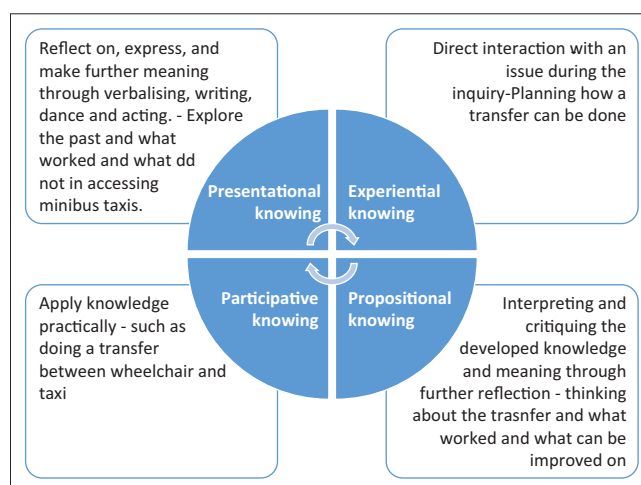 Reflect on, express, and
make further meaning
through verbalising, writing,
dance and acting. - Explore
the past and what
worked and what dd
not in accessing
minibus taxis.
Direct interaction with an
issue during the
inquiry-Planning how a
transfer can be done
Presentational
knowing
Experiential
knowing
Participative
knowing
Propositional
knowing
Apply knowledge
practically - such as
doing a transfer
between wheelchair and
taxi
Interpreting and
critiquing the
developed knowledge
and meaning through
further reflection - thinking
about the trasnfer and what
worked and what can be
improved on